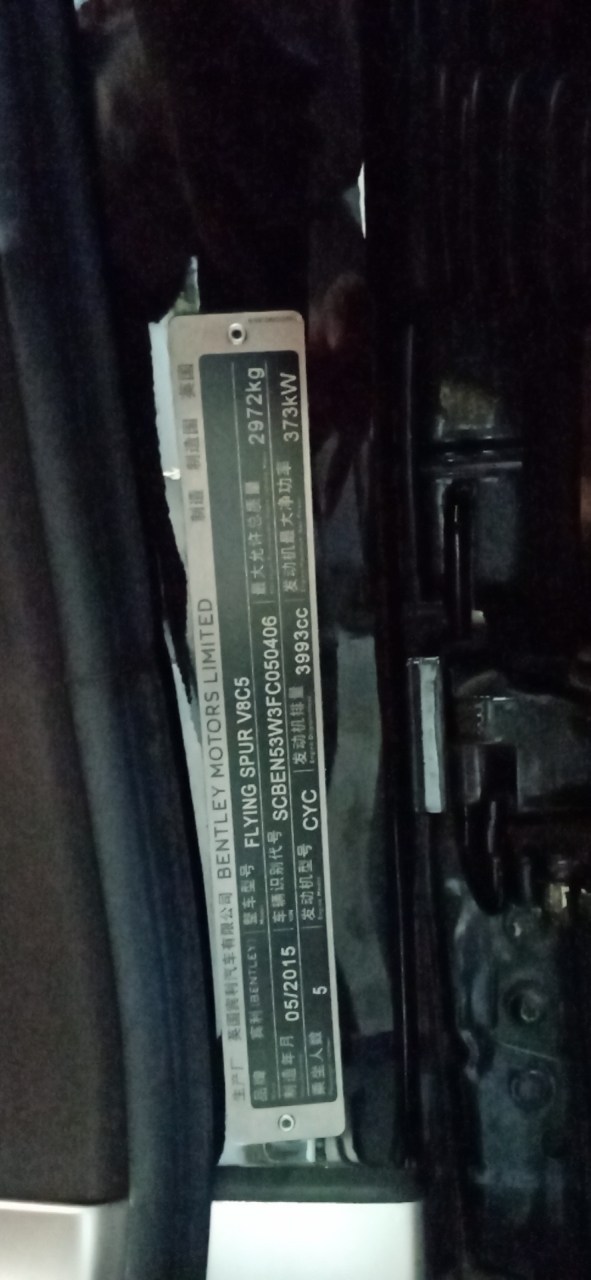 生产厂 英国宾利汽车有限公司 BENTLEY MOTORS LIMITED 制造 制造国 英国
品牌 宾利(BENTLEY) 整车型号 FLYING SPUR V8C5 最大允许总质量 2972kg
制造年月 05/2015 车辆识别代号 SCBEN53W3FC050406 发动机最大净功率 373kW
乘坐人数 5 发动机型号 CYC 发动机排量 3993cc